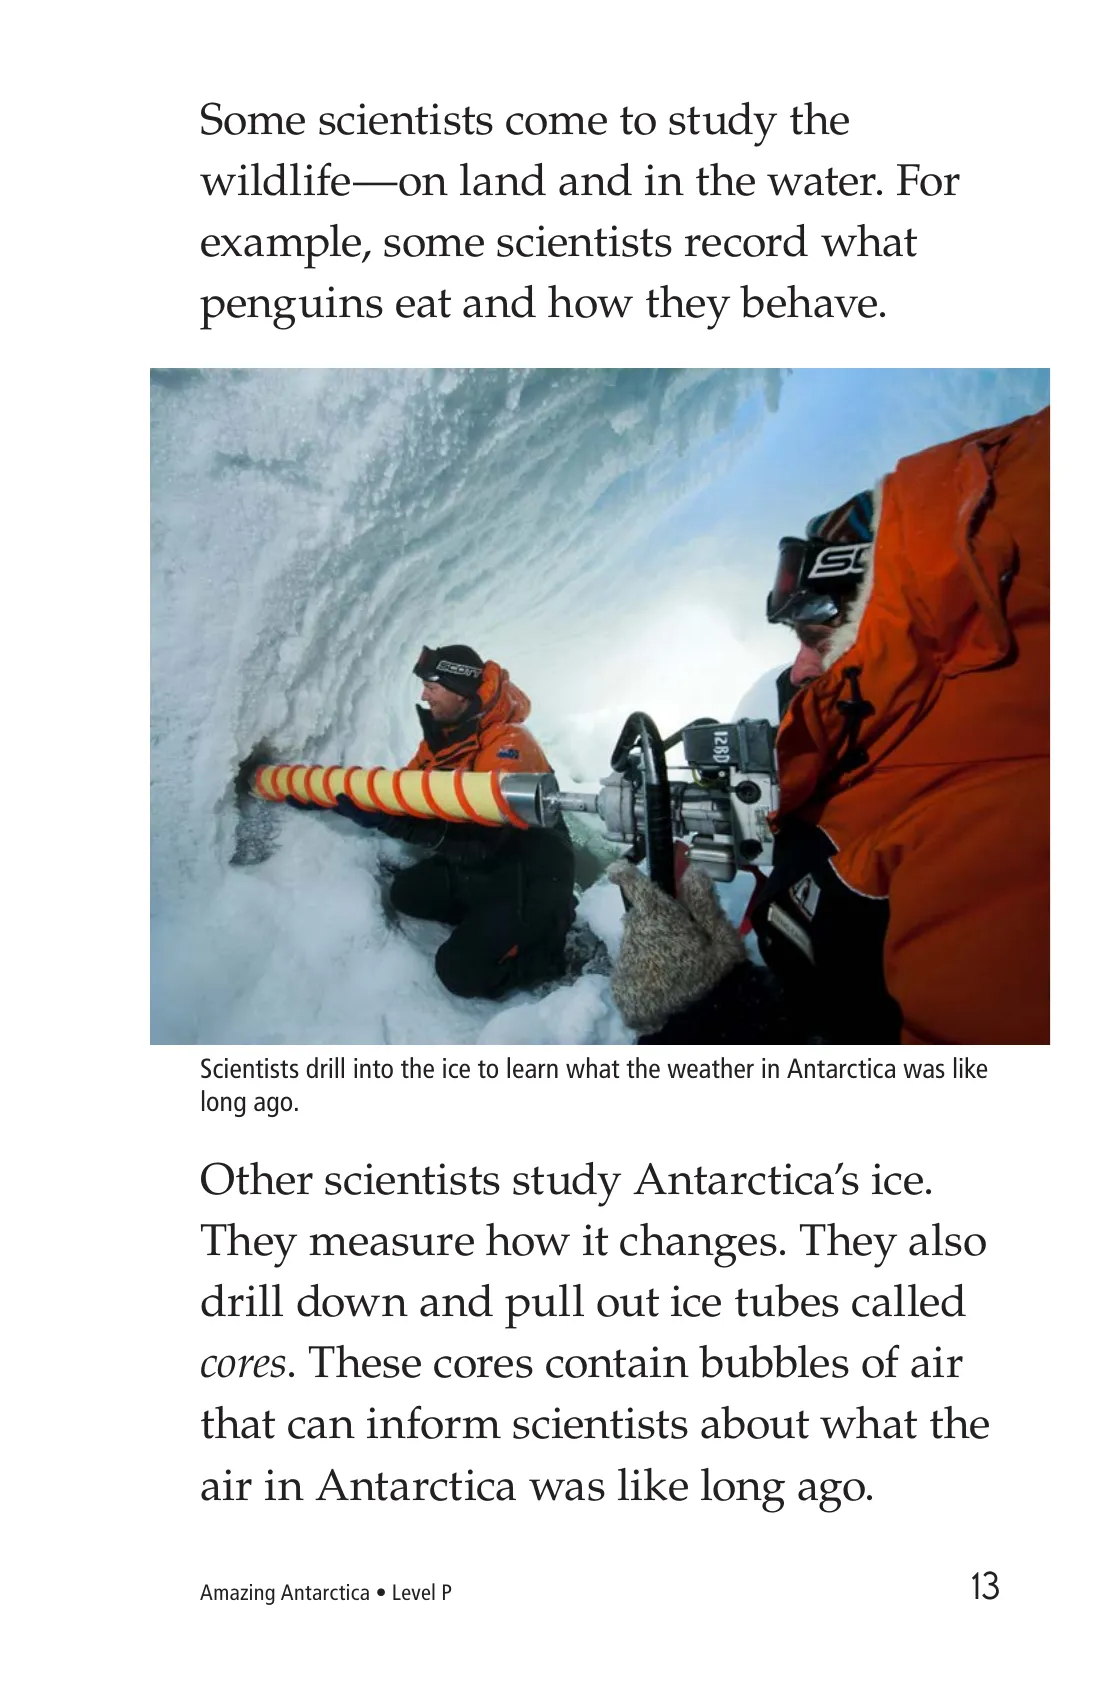 Some scientists come to study the
wildlife—on land and in the water. For
example, some scientists record what
penguins eat and how they behave.
SCOTT
12BD
Scientists drill into the ice to learn what the weather in Antarctica was like
long ago.
Other scientists study Antarctica’s ice.
They measure how it changes. They also
drill down and pull out ice tubes called
cores. These cores contain bubbles of air
that can inform scientists about what the
air in Antarctica was like long ago.
Amazing Antarctica • Level P
13